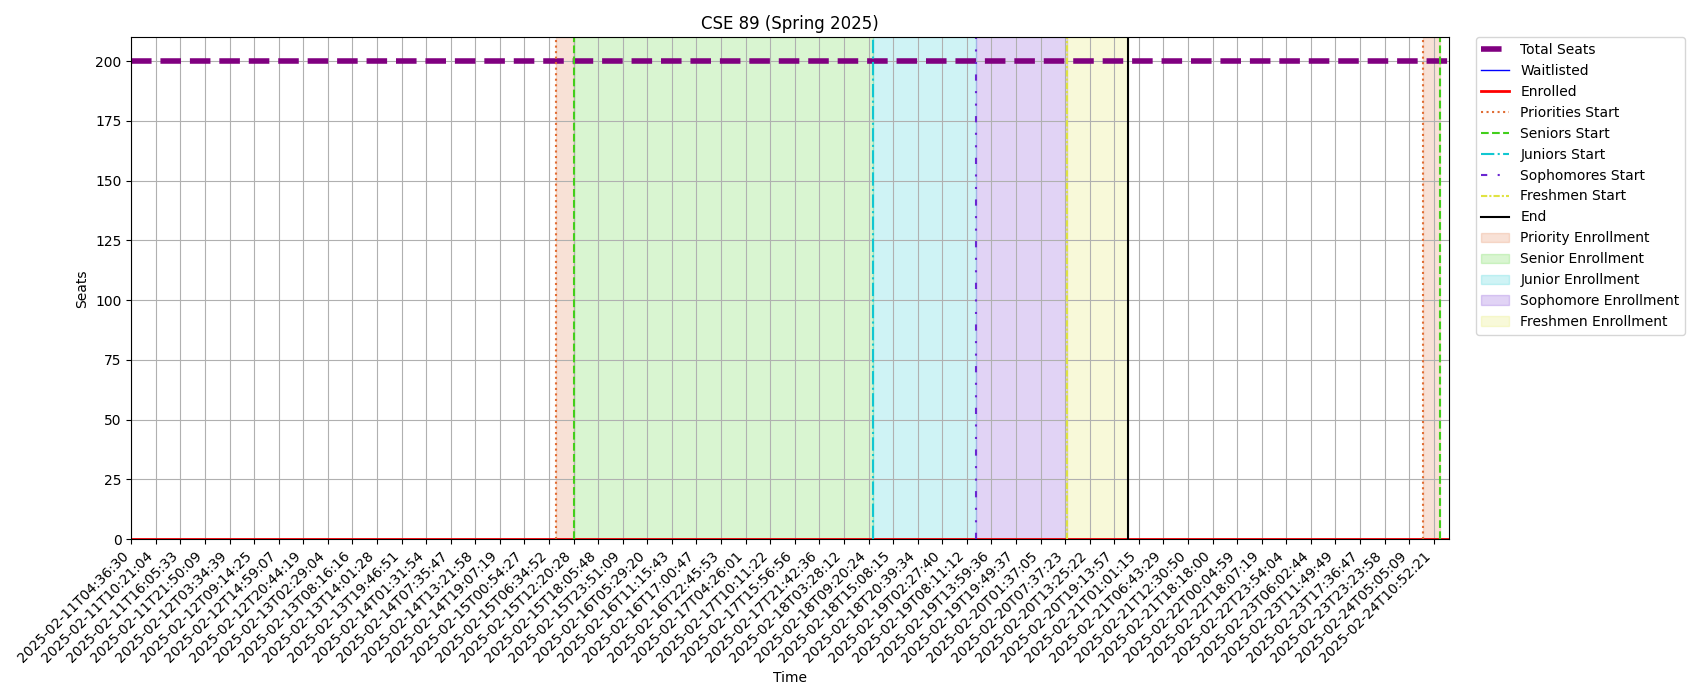 CSE 89 (Spring 2025)
Total Seats
Waitlisted
Enrolled
Priorities Start
Seniors Start
Juniors Start
Sophomores Start
Freshmen Start
End
Priority Enrollment
Senior Enrollment
Junior Enrollment
Sophomore Enrollment
Freshmen Enrollment
Seats
200
175
150
125
100
75
50
25
0
2025-02-11T04:36:30
2025-02-11T10:21:04
2025-02-11T16:05:33
2025-02-11T21:50:09
2025-02-12T03:34:39
2025-02-12T09:14:25
2025-02-12T14:59:07
2025-02-12T20:44:19
2025-02-13T02:29:04
2025-02-13T08:16:16
2025-02-13T14:01:28
2025-02-13T19:46:51
2025-02-14T01:31:54
2025-02-14T07:35:47
2025-02-14T13:21:58
2025-02-14T19:07:19
2025-02-15T00:54:27
2025-02-15T06:34:52
2025-02-15T12:20:28
2025-02-15T18:05:48
2025-02-15T23:51:09
2025-02-16T05:29:20
2025-02-16T11:15:43
2025-02-16T17:00:47
2025-02-16T22:45:53
2025-02-17T04:26:01
2025-02-17T10:11:22
2025-02-17T15:56:56
2025-02-17T21:42:36
2025-02-18T03:28:12
2025-02-18T09:20:24
2025-02-18T15:08:15
2025-02-18T20:39:34
2025-02-19T02:27:40
2025-02-19T08:11:12
2025-02-19T13:59:36
2025-02-19T19:49:37
2025-02-20T01:37:05
2025-02-20T07:37:23
2025-02-20T13:25:22
2025-02-20T19:13:57
2025-02-21T01:01:15
2025-02-21T06:43:29
2025-02-21T12:30:50
2025-02-21T18:18:00
2025-02-22T00:04:59
2025-02-22T18:07:19
2025-02-22T23:54:04
2025-02-23T06:02:44
2025-02-23T11:49:49
2025-02-23T17:36:47
2025-02-23T23:23:58
2025-02-24T05:05:09
2025-02-24T10:52:21
Time